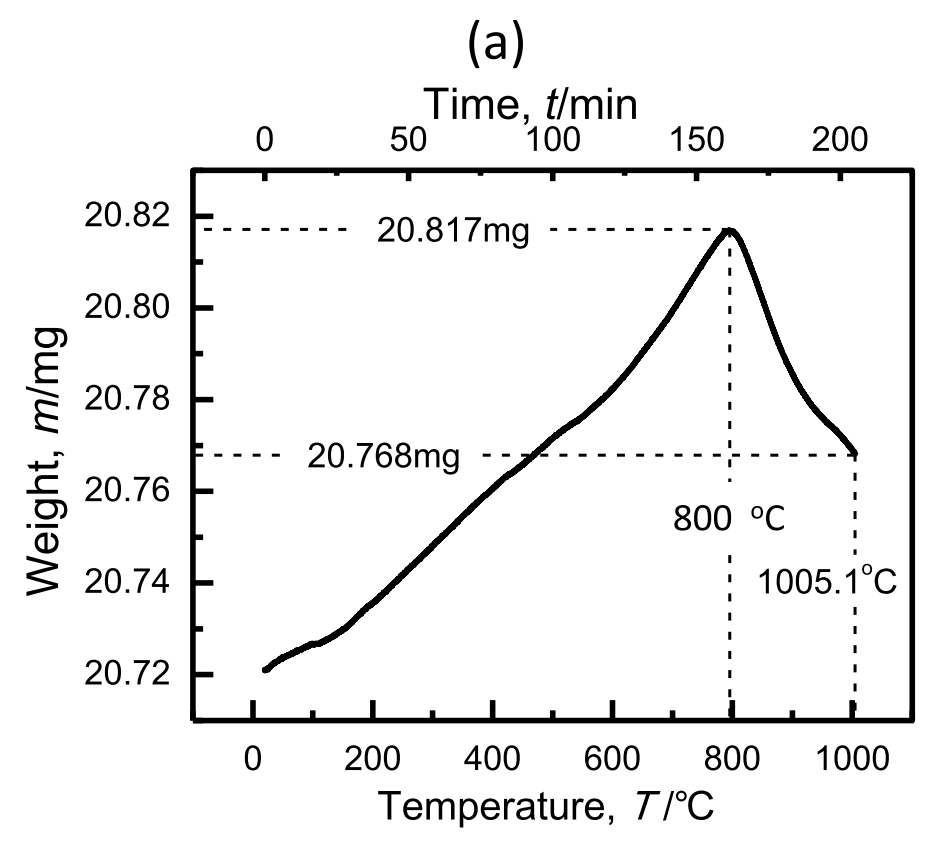 (a)
Time, t/min
0 50 100 150 200
20.82
20.817mg
20.80
20.78
20.768mg
20.76
800 °C
20.74
1005.1°C
20.72
Weight, m/mg
0 200 400 600 800 1000
Temperature, T/°C